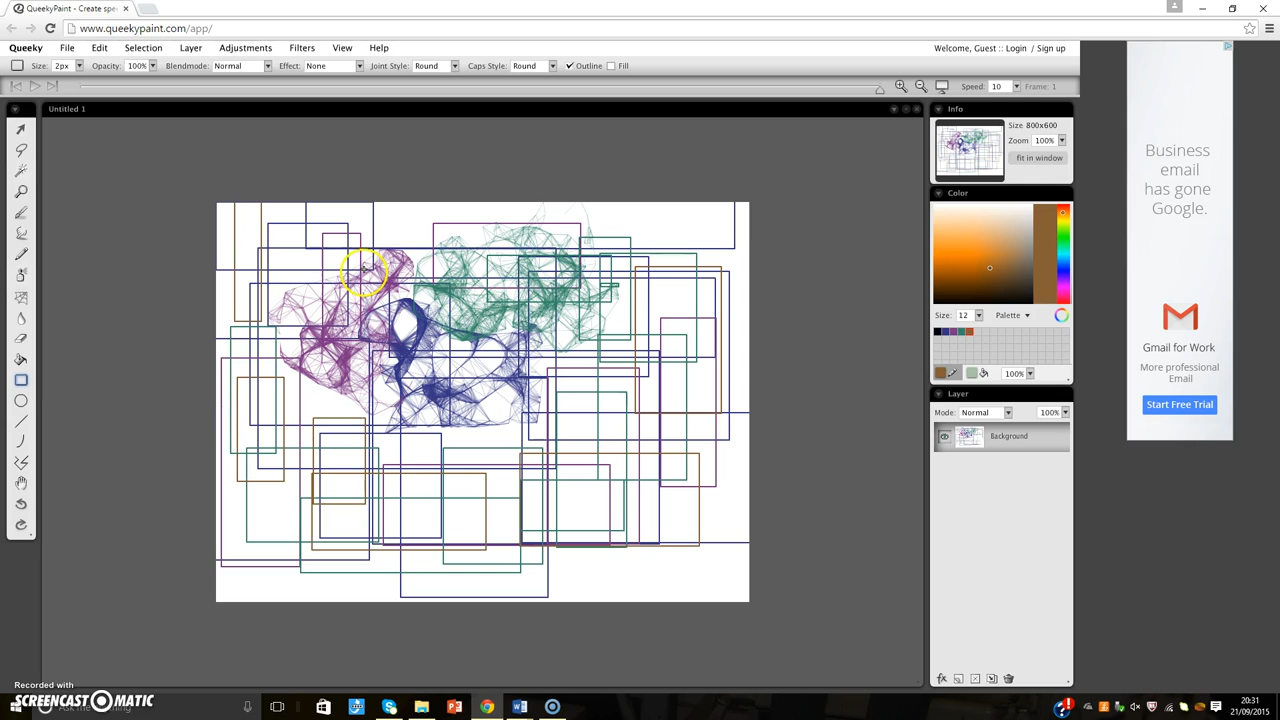 QueekyPaint - Create spe
www.queekypaint.com/app/
Queeky File Edit Selection Layer Adjustments Filters View Help Welcome, Guest :: Login / Sign up
Size: 2px Opacity: 100% Blendmode: Normal Effect: None Joint Style: Round Caps Style: Round Outline Fill
Speed: 10 Frame: 1
Untitled 1
Info
Size 800x600
Zoom 100%
fit in window
Color
Size: 12 Palette
100%
Layer
Mode: Normal 100%
Background
Business
email
has gone
Google.
Gmail for Work
More professional
Email
Start Free Trial
Recorded with
SCREENCAST-O-MATIC
20:31
21/09/2015